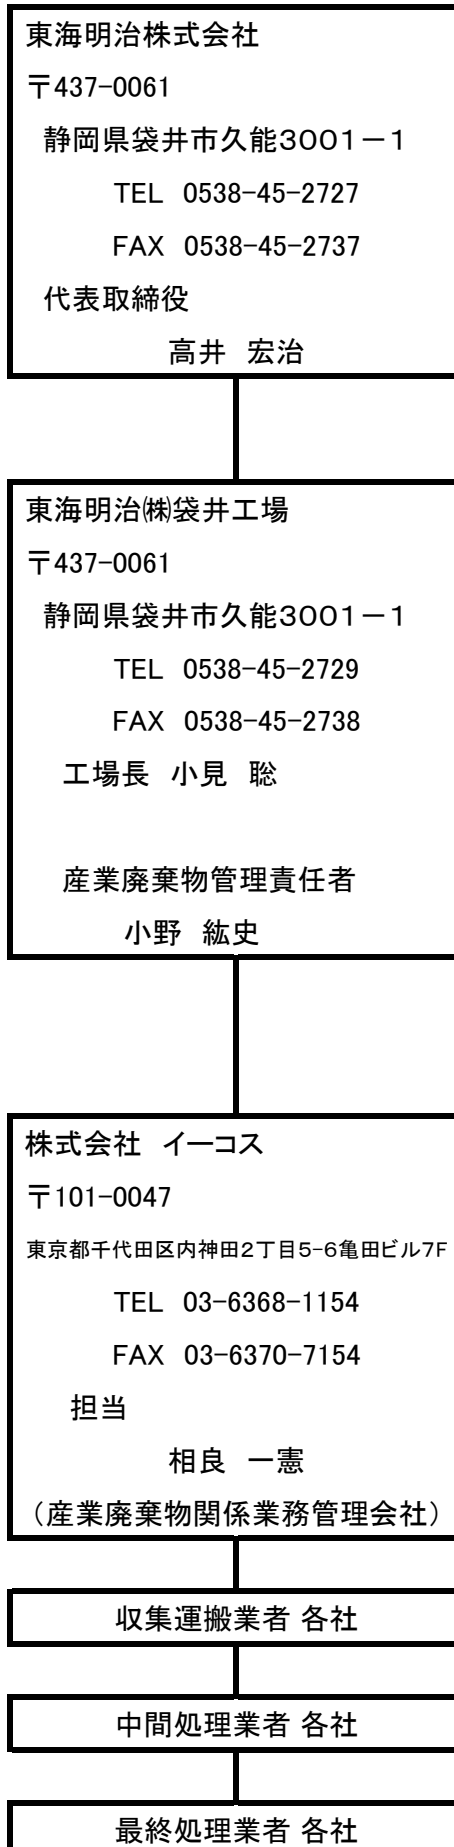 東海明治株式会社
〒437-0061
静岡県袋井市久能3001－1
TEL 0538-45-2727
FAX 0538-45-2737
代表取締役
高井 宏治
東海明治㈱袋井工場
〒437-0061
静岡県袋井市久能3001－1
TEL 0538-45-2729
FAX 0538-45-2738
工場長 小見 聡
産業廃棄物管理責任者
小野 紘史
株式会社 イーコス
〒101-0047
東京都千代田区内神田2丁目5-6亀田ビル7F
TEL 03-6368-1154
FAX 03-6370-7154
担当
相良 一憲
（産業廃棄物関係業務管理会社）
収集運搬業者 各社
中間処理業者 各社
最終処理業者 各社